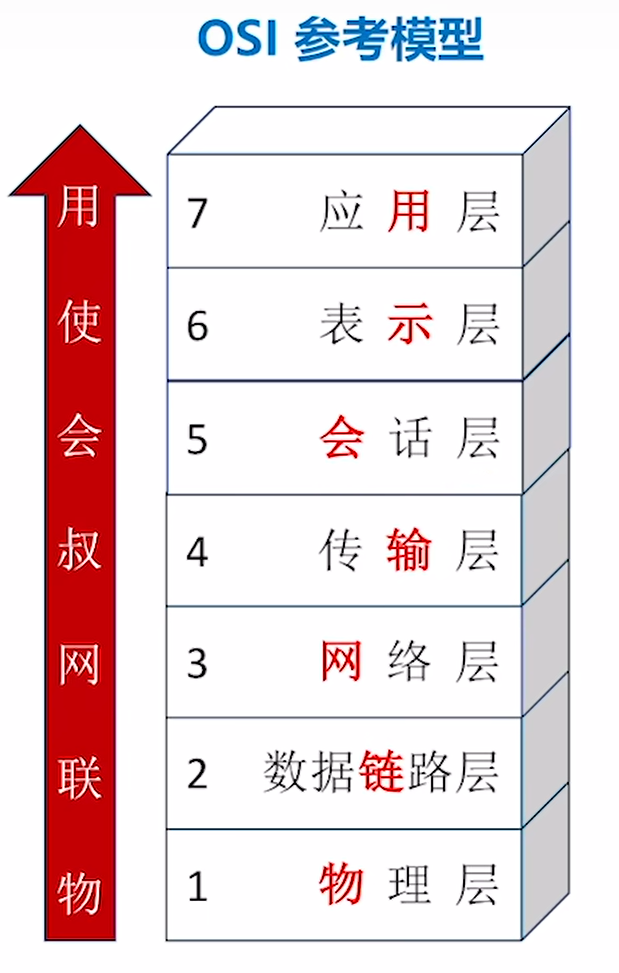 OSI 参考模型
用
使
会
叔
网
联
物
7 应用层
6 表示层
5 会话层
4 传输层
3 网络层
2 数据链路层
1 物理层